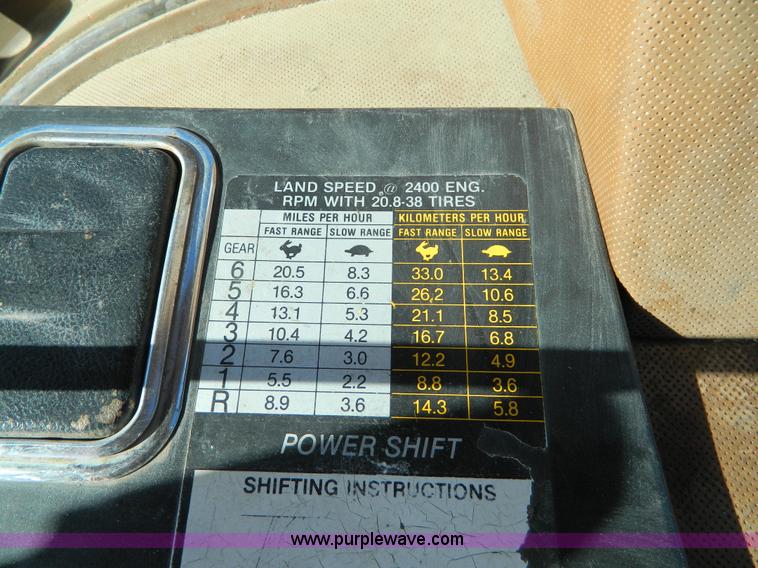 LAND SPEED @ 2400 ENG.
RPM WITH 20.8-38 TIRES
MILES PER HOUR KILOMETERS PER HOUR
FAST RANGE SLOW RANGE FAST RANGE SLOW RANGE
GEAR
6 20.5 8.3 33.0 13.4
5 16.3 6.6 26.2 10.6
4 13.1 5.3 21.1 8.5
3 10.4 4.2 16.7 6.8
2 7.6 3.0 12.2 4.9
1 5.5 2.2 8.8 3.6
R 8.9 3.6 14.3 5.8
POWER SHIFT
SHIFTING INSTRUCTIONS
www.purplewave.com